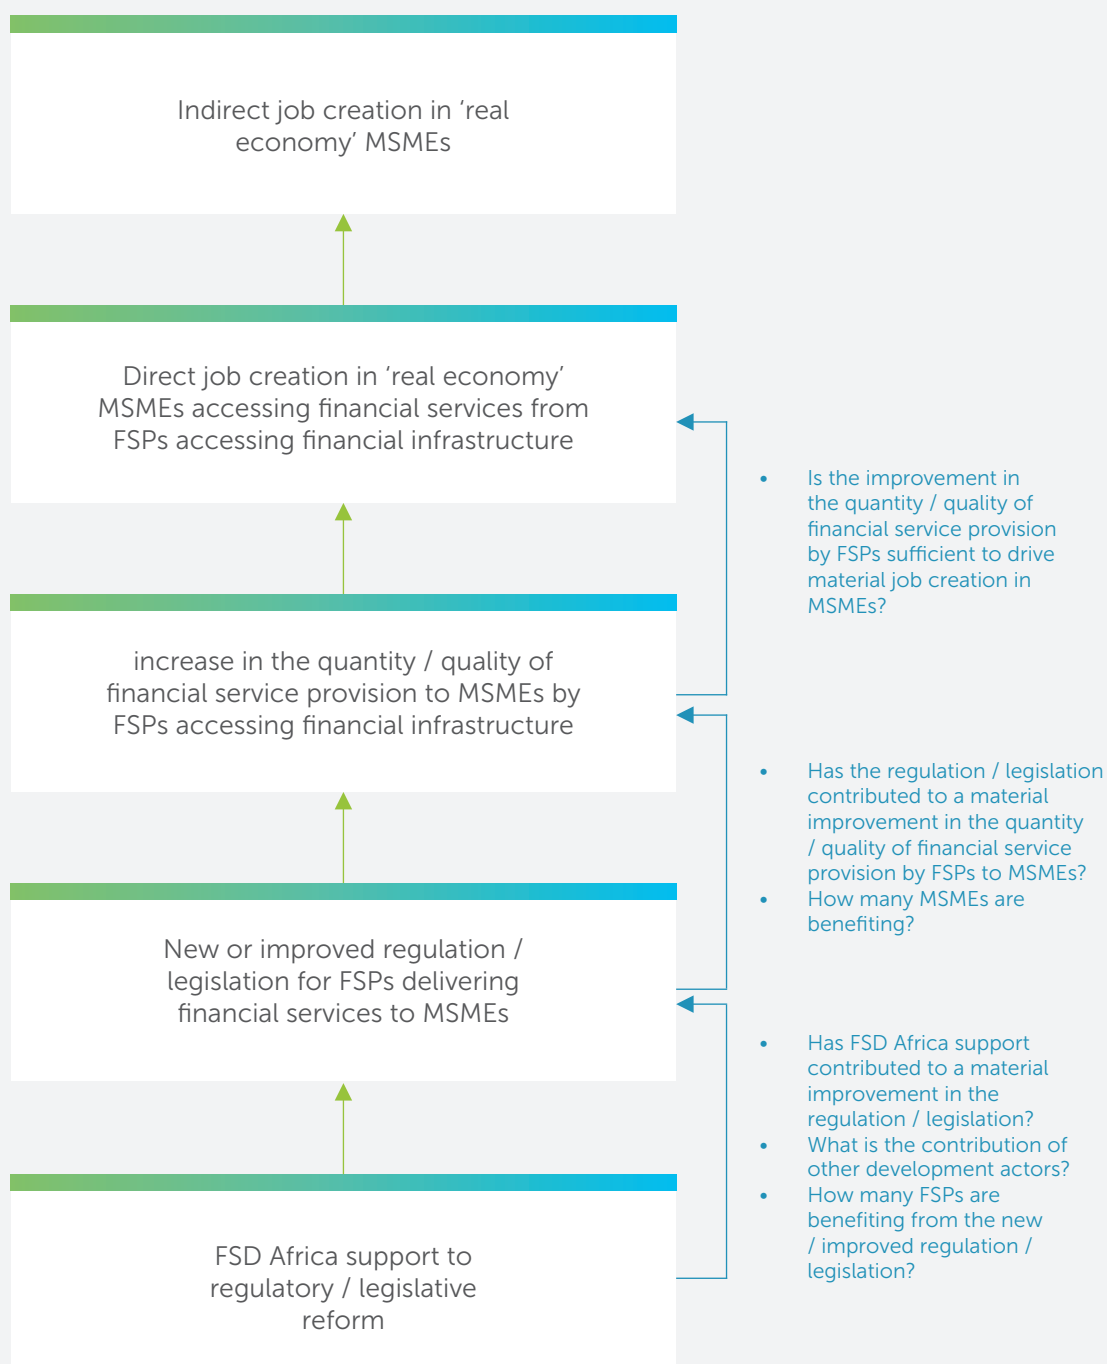 Indirect job creation in ‘real
economy’ MSMEs
Direct job creation in ‘real economy’
MSMEs accessing financial services from
FSPs accessing financial infrastructure
• Is the improvement in
the quantity / quality of
financial service provision
by FSPs sufficient to drive
material job creation in
MSMEs?
increase in the quantity / quality of
financial service provision to MSMEs by
FSPs accessing financial infrastructure
• Has the regulation / legislation
contributed to a material
improvement in the quantity
/ quality of financial service
provision by FSPs to MSMEs?
• How many MSMEs are
benefiting?
New or improved regulation /
legislation for FSPs delivering
financial services to MSMEs
• Has FSD Africa support
contributed to a material
improvement in the
regulation / legislation?
• What is the contribution of
other development actors?
• How many FSPs are
benefiting from the new
/ improved regulation /
legislation?
FSD Africa support to
regulatory / legislative
reform